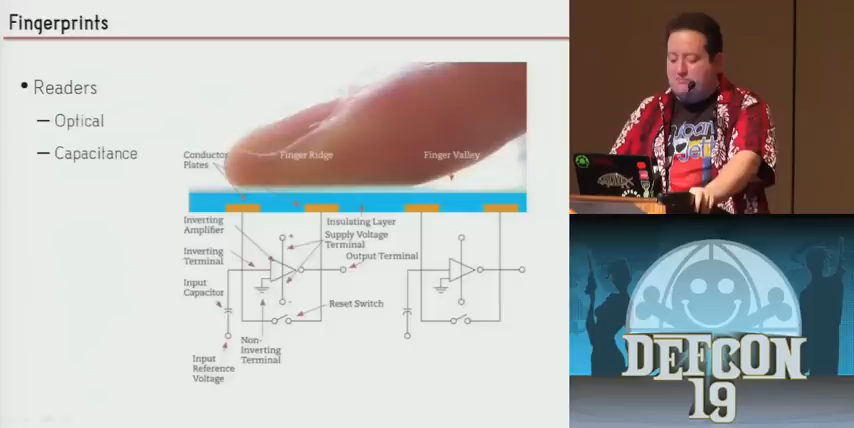 Fingerprints
• Readers
– Optical
– Capacitance
Conductor
Plates
Finger Ridge
Finger Valley
Inverting
Amplifier
Insulating Layer
Supply Voltage
Terminal
Inverting
Terminal
Output Terminal
+
Input
Capacitor
-
Reset Switch
Non-
Inverting
Terminal
Input
Reference
Voltage
DEFCON
19